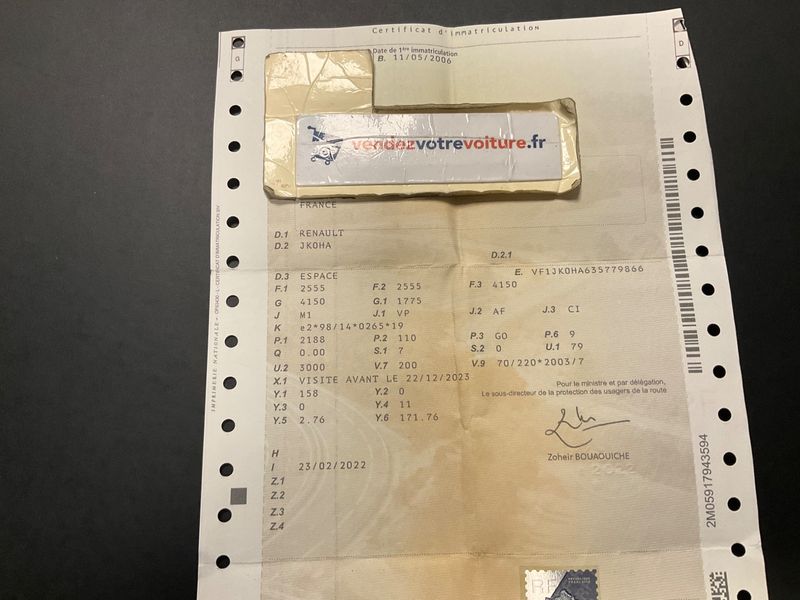 Certificat d'immatriculation
G
D
Date de 1ère immatriculation
B. 11/05/2006
vendezvotrevoiture.fr
FRANCE
D.1 RENAULT
D.2 JK0HA
D.2.1
D.3 ESPACE
E. VF1JK0HA635779866
F.1 2555 F.2 2555 F.3 4150
G 4150 G.1 1775
J M1 J.1 VP J.2 AF J.3 CI
K e2*98/14*0265*19
P.1 2188 P.2 110 P.3 GO P.6 9
Q 0.00 S.1 7 S.2 0 U.1 79
U.2 3000 V.7 200 V.9 70/220*2003/7
X.1 VISITE AVANT LE 22/12/2023
Y.1 158 Y.2 0
Y.3 0 Y.4 11
Y.5 2.76 Y.6 171.76
Pour le ministre et par délégation,
Le sous-directeur de la protection des usagers de la route
Zoheir BOUAOUICHE
2022
H
I 23/02/2022
Z.1
Z.2
Z.3
Z.4
2M05917943594
RF
RÉPUBLIQUE FRANÇAISE